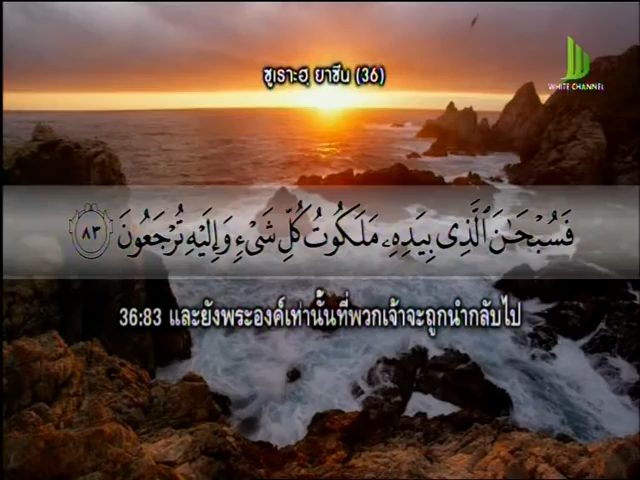 ซูเราะฮฺ ยาซีน (36)
WHITE CHANNEL
فَسُبْحَـٰنَ ٱلَّذِى بِيَدِهِۦ مَلَكُوتُ كُلِّ شَىْءٍ وَإِلَيْهِ تُرْجَعُونَ ٨٣
36:83 และยังพระองค์เท่านั้นที่พวกเจ้าจะถูกนำกลับไป